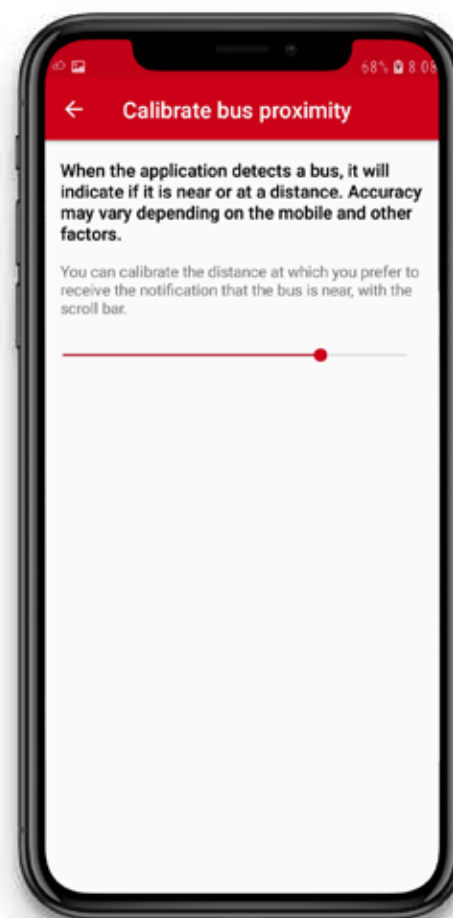 68% 8:08
Calibrate bus proximity
When the application detects a bus, it will
indicate if it is near or at a distance. Accuracy
may vary depending on the mobile and other
factors.
You can calibrate the distance at which you prefer to
receive the notification that the bus is near, with the
scroll bar.